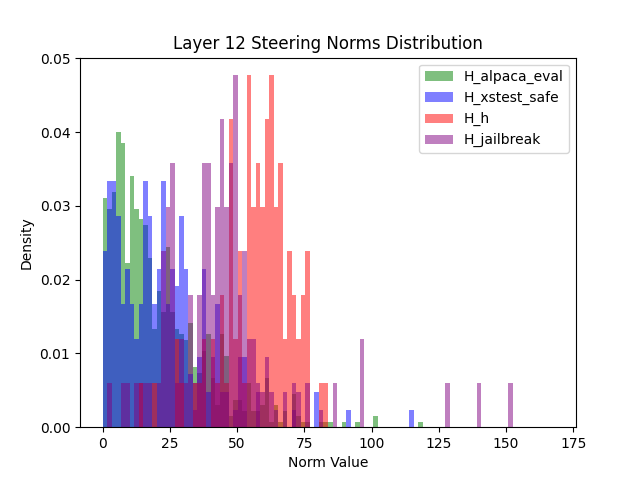 Layer 12 Steering Norms Distribution
H_alpaca_eval
H_xstest_safe
H_h
H_jailbreak
0.05
0.04
0.03
0.02
0.01
0.00
Density
0 25 50 75 100 125 150 175
Norm Value